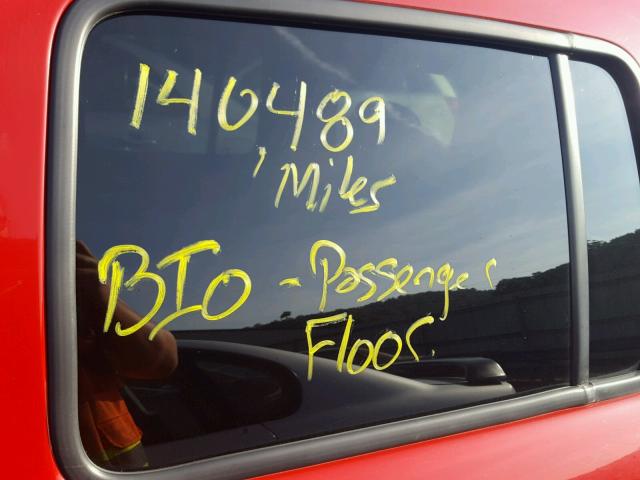 140489
'Miles
BIO - Passenger
Floor